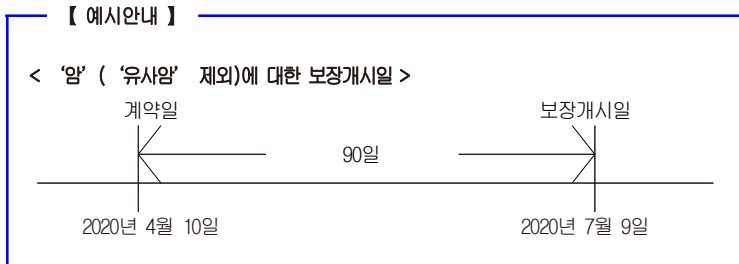 【 예시안내 】
< ‘암’ ( ‘유사암’ 제외)에 대한 보장개시일 >
계약일 보장개시일
90일
2020년 4월 10일 2020년 7월 9일